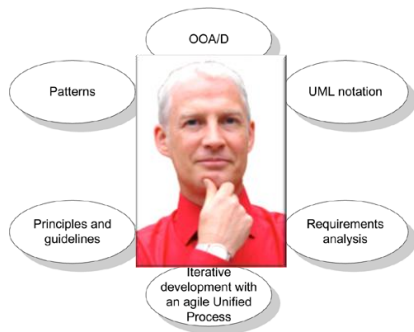 OOA/D
Patterns
UML notation
Principles and
guidelines
Requirements
analysis
Iterative
development with
an agile Unified
Process